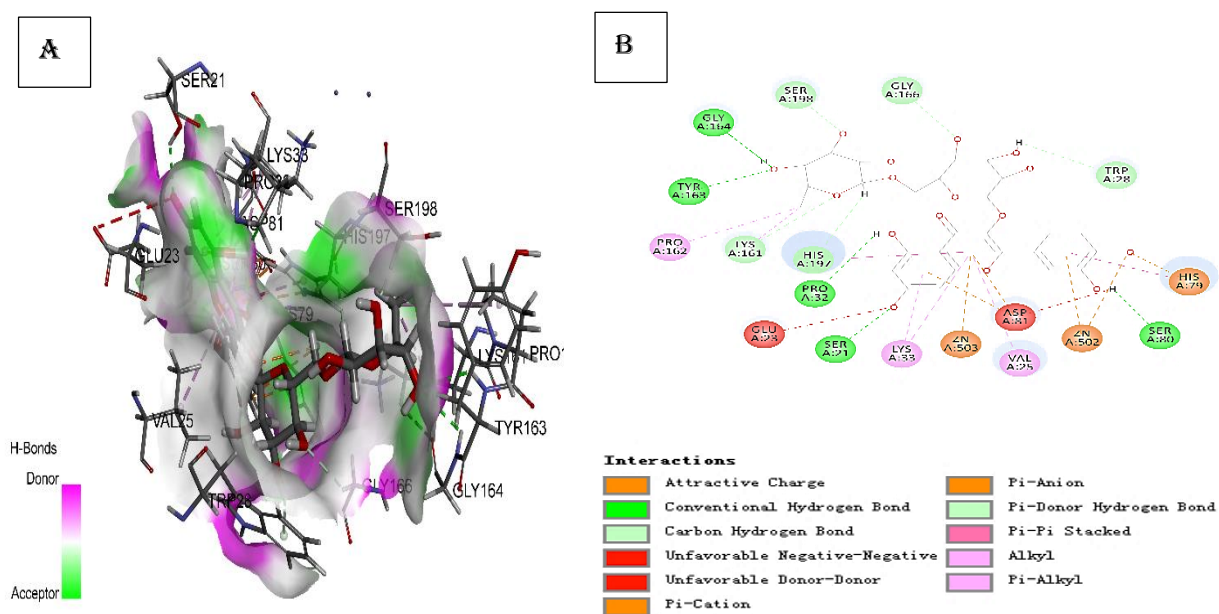 A
SER21
LYS33
SER198
HIS197
GLU23
VAL25
TYR163
GLY164
GLY166
TRP28
H-Bonds
Donor
Acceptor
B
SER
A:198
GLY
A:166
GLY
A:164
TYR
A:163
TRP
A:28
PRO
A:162
LYS
A:161
HIS
A:197
PRO
A:32
HIS
A:79
GLU
A:23
SER
A:21
LYS
A:33
ZN
A:503
ASP
A:81
VAL
A:25
ZN
A:502
SER
A:80
H
O
Interactions
Attractive Charge
Conventional Hydrogen Bond
Carbon Hydrogen Bond
Unfavorable Negative-Negative
Unfavorable Donor-Donor
Pi-Cation
Pi-Anion
Pi-Donor Hydrogen Bond
Pi-Pi Stacked
Alkyl
Pi-Alkyl